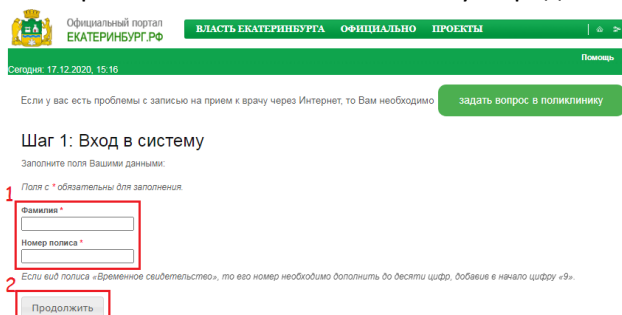 Официальный портал
ЕКАТЕРИНБУРГ.РФ
ВЛАСТЬ ЕКАТЕРИНБУРГА ОФИЦИАЛЬНО ПРОЕКТЫ
Помощь
Сегодня: 17.12.2020, 15:16
Если у вас есть проблемы с записью на прием к врачу через Интернет, то Вам необходимо задать вопрос в поликлинику
Шаг 1: Вход в систему
Заполните поля Вашими данными:
Поля с * обязательны для заполнения.
1
Фамилия *
Номер полиса *
Если вид полиса «Временное свидетельство», то его номер необходимо дополнить до десяти цифр, добавив в начало цифру «9».
2
Продолжить